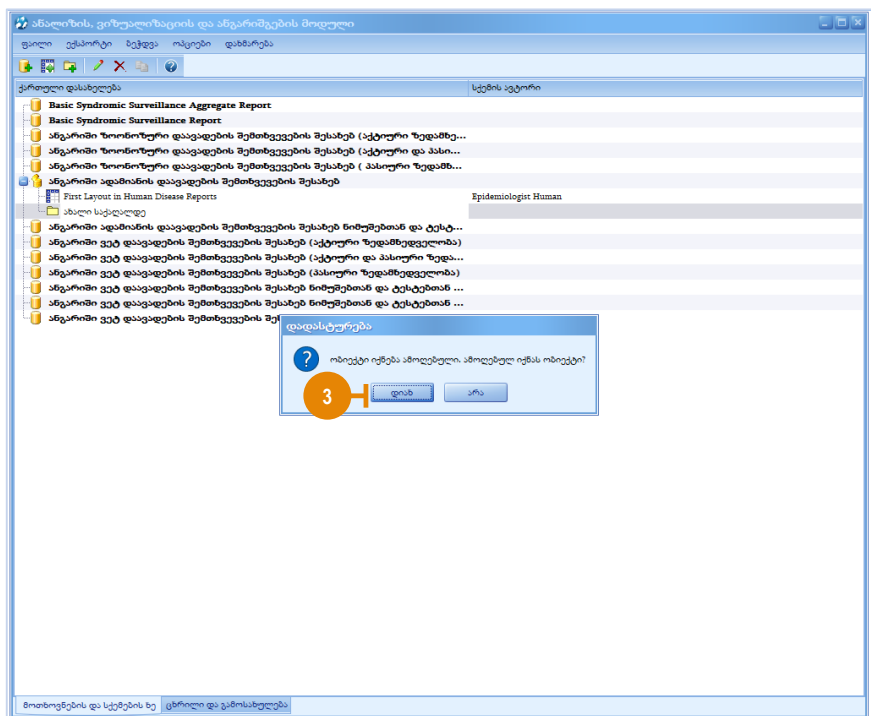 ანალიზის, ვიზუალიზაციის და ანგარიშგების მოდული
ფაილი ექსპორტი ბეჭდვა ოპციები დახმარება
ქართული დასახელება სქემის ავტორი
Basic Syndromic Surveillance Aggregate Report
Basic Syndromic Surveillance Report
ანგარიში ზოონოზური დაავადების შემთხვევების შესახებ (აქტიური ზედამხე...
ანგარიში ზოონოზური დაავადების შემთხვევების შესახებ (აქტიური და პასი...
ანგარიში ზოონოზური დაავადების შემთხვევების შესახებ ( პასიური ზედამხ...
ანგარიში ადამიანის დაავადების შემთხვევების შესახებ
First Layout in Human Disease Reports Epidemiologist Human
ახალი საქაღალდე
ანგარიში ადამიანის დაავადების შემთხვევების შესახებ ნიმუშებთან და ტესტ...
ანგარიში ვეტ დაავადების შემთხვევების შესახებ (აქტიური ზედამხედველობა)
ანგარიში ვეტ დაავადების შემთხვევების შესახებ (აქტიური და პასიური ზედა...
ანგარიში ვეტ დაავადების შემთხვევების შესახებ (პასიური ზედამხედველობა)
ანგარიში ვეტ დაავადების შემთხვევების შესახებ ნიმუშებთან და ტესტებთან ...
ანგარიში ვეტ დაავადების შემთხვევების შესახებ ნიმუშებთან და ტესტებთან ...
ანგარიში ვეტ დაავადების შემთხვევების შეს
დადასტურება
ობიექტი იქნება ამოღებული. ამოღებულ იქნას ობიექტი?
3
დიახ არა
მოთხოვნების და სქემების ხე ცხრილი და გამოსახულება